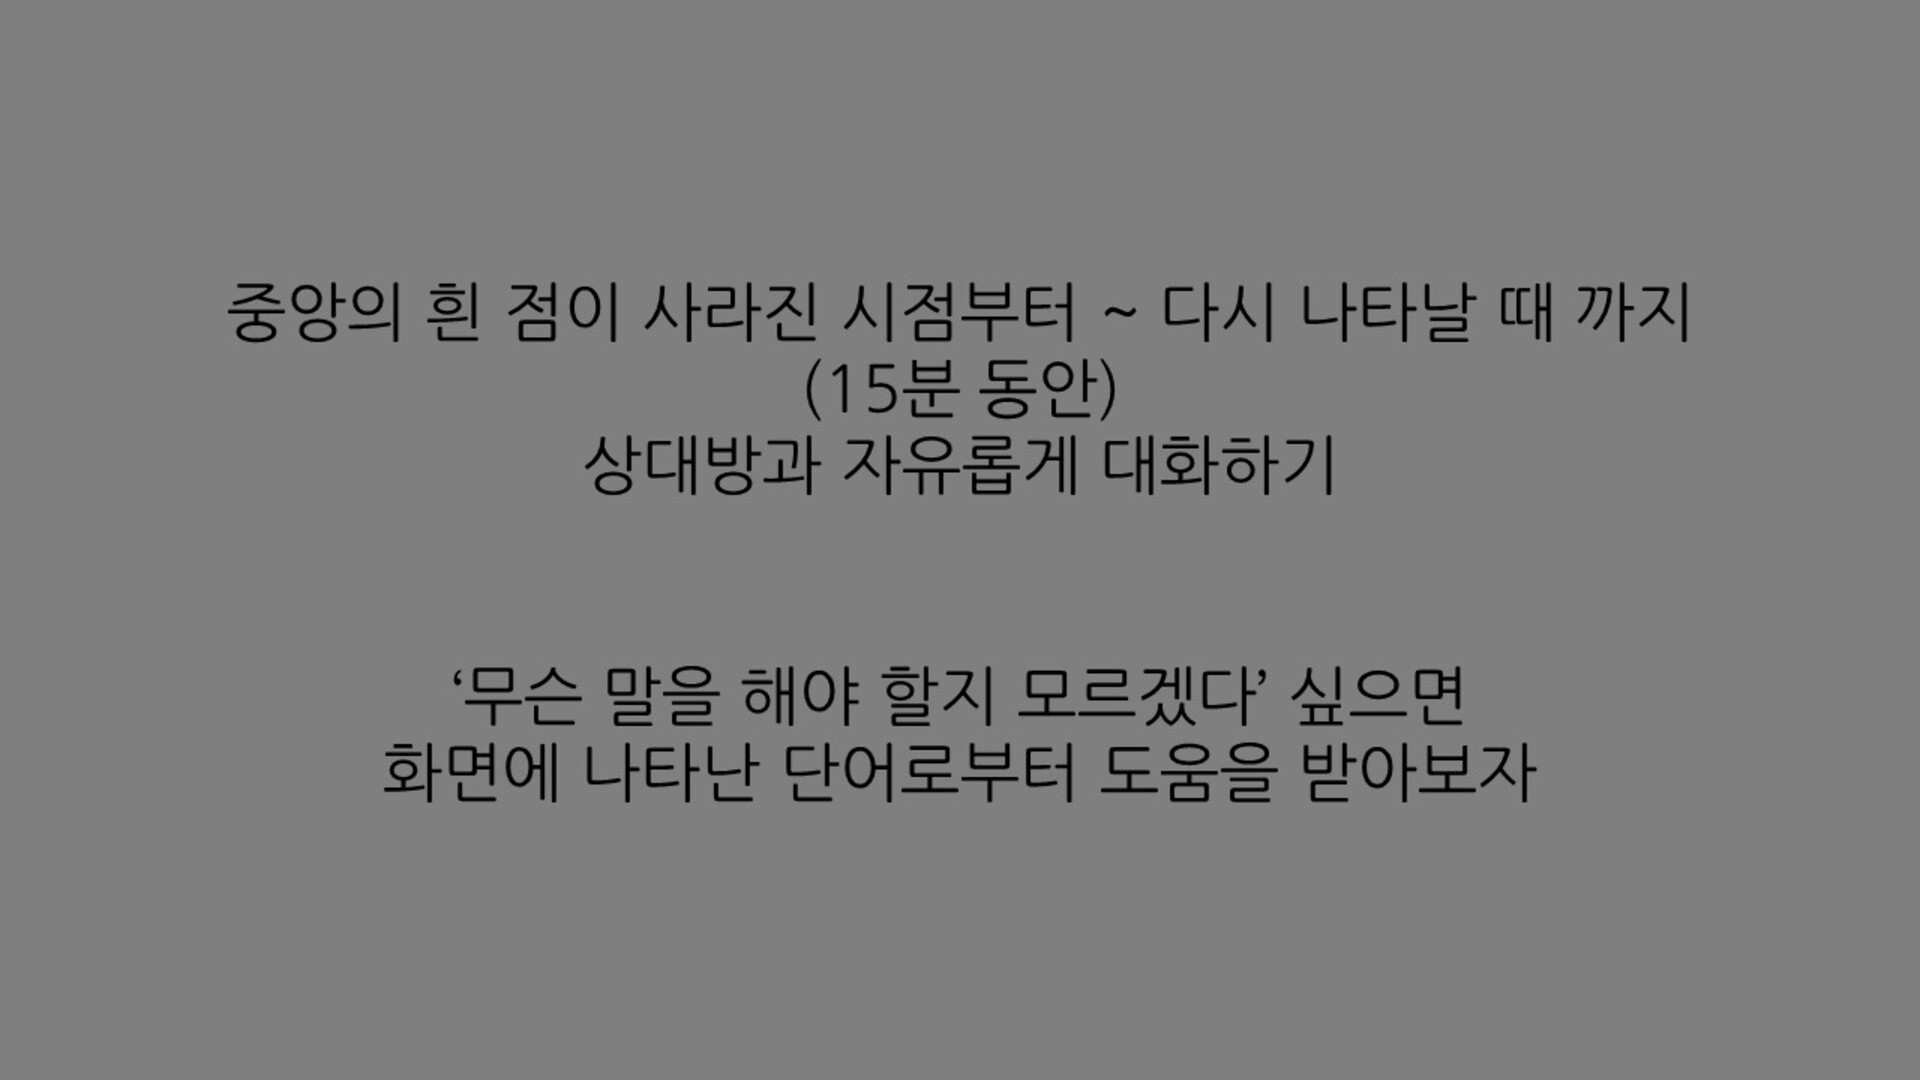 중앙의 흰 점이 사라진 시점부터 ~ 다시 나타날 때 까지
(15분 동안)
상대방과 자유롭게 대화하기
‘무슨 말을 해야 할지 모르겠다’ 싶으면
화면에 나타난 단어로부터 도움을 받아보자